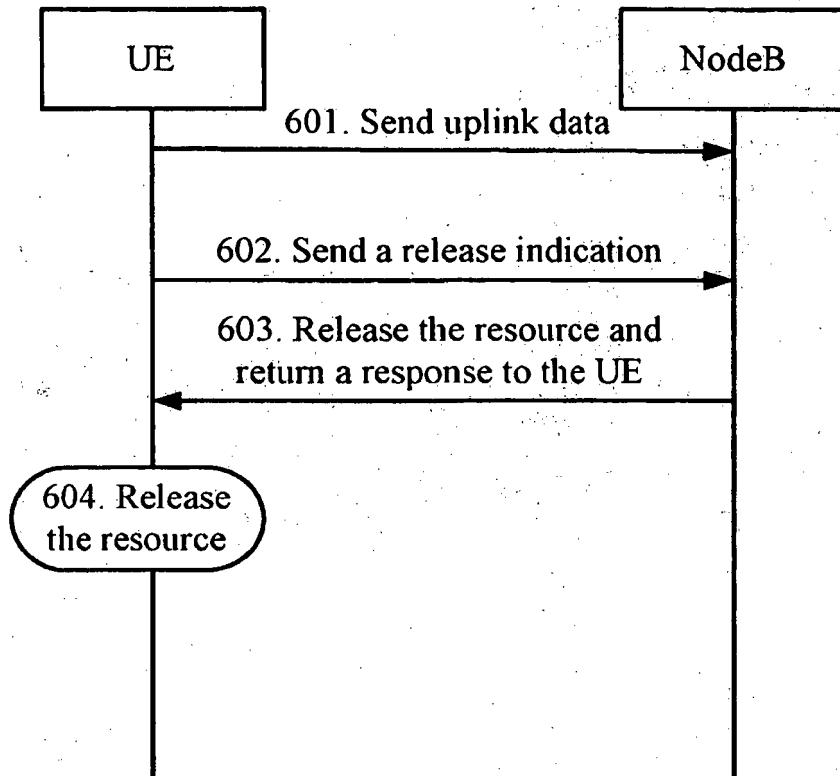 UE
NodeB
601. Send uplink data
602. Send a release indication
603. Release the resource and
return a response to the UE
604. Release
the resource